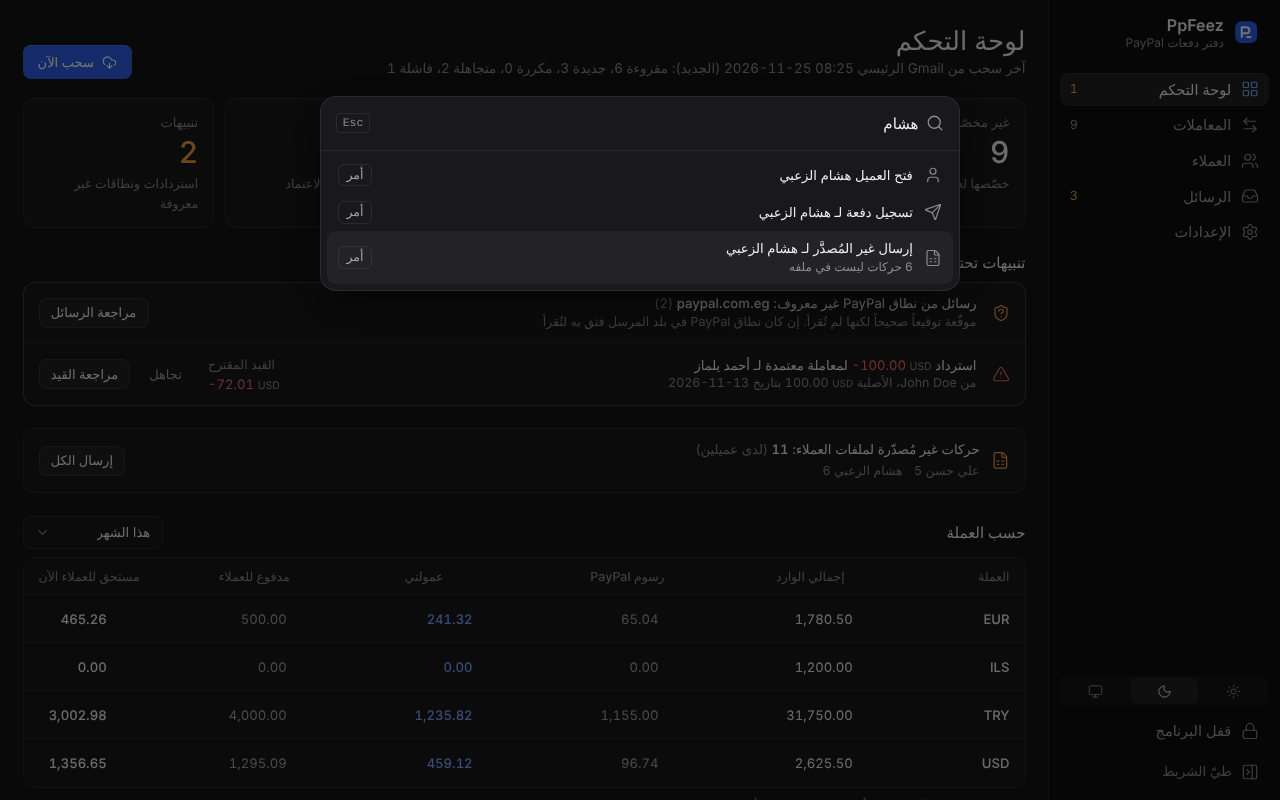 PpFeez
دفتر دفعات PayPal
لوحة التحكم 1
المعاملات 9
العملاء
الرسائل 3
الإعدادات
قفل البرنامج
طيّ الشريط
لوحة التحكم
آخر سحب من Gmail الرئيسي 08:25 2026-11-25 (الجديد): مقروءة 6، جديدة 3، مكررة 0، متجاهلة 2، فاشلة 1
سحب الآن
هشام
Esc
فتح العميل هشام الزعبي أمر
تسجيل دفعة لـ هشام الزعبي أمر
إرسال غير المُصدَّر لـ هشام الزعبي أمر
6 حركات ليست في ملفه
9
تنبيهات
2
استردادات ونطاقات غير
معروفة
رسائل من نطاق PayPal غير معروف: paypal.com.eg (2)
موقّعة توقيعاً صحيحاً لكنها لم تُقرأ. إن كان نطاق PayPal في بلد المرسل فثق به لتُقرأ
مراجعة الرسائل
استرداد -100.00 USD لمعاملة معتمدة لـ أحمد يلماز
من John Doe، الأصلية 100.00 USD بتاريخ 2026-11-13
القيد المقترح
-72.01 USD
تجاهل
مراجعة القيد
حركات غير مُصدّرة لملفات العملاء: 11 (لدى عميلين)
علي حسن 5 هشام الزعبي 6
إرسال الكل
حسب العملة
هذا الشهر
العملة إجمالي الوارد رسوم PayPal عمولتي مدفوع للعملاء مستحق للعملاء الآن
EUR 1,780.50 65.04 241.32 500.00 465.26
ILS 1,200.00 0.00 0.00 0.00 0.00
TRY 31,750.00 1,155.00 1,235.82 4,000.00 3,002.98
USD 2,625.50 96.74 459.12 1,295.09 1,356.65